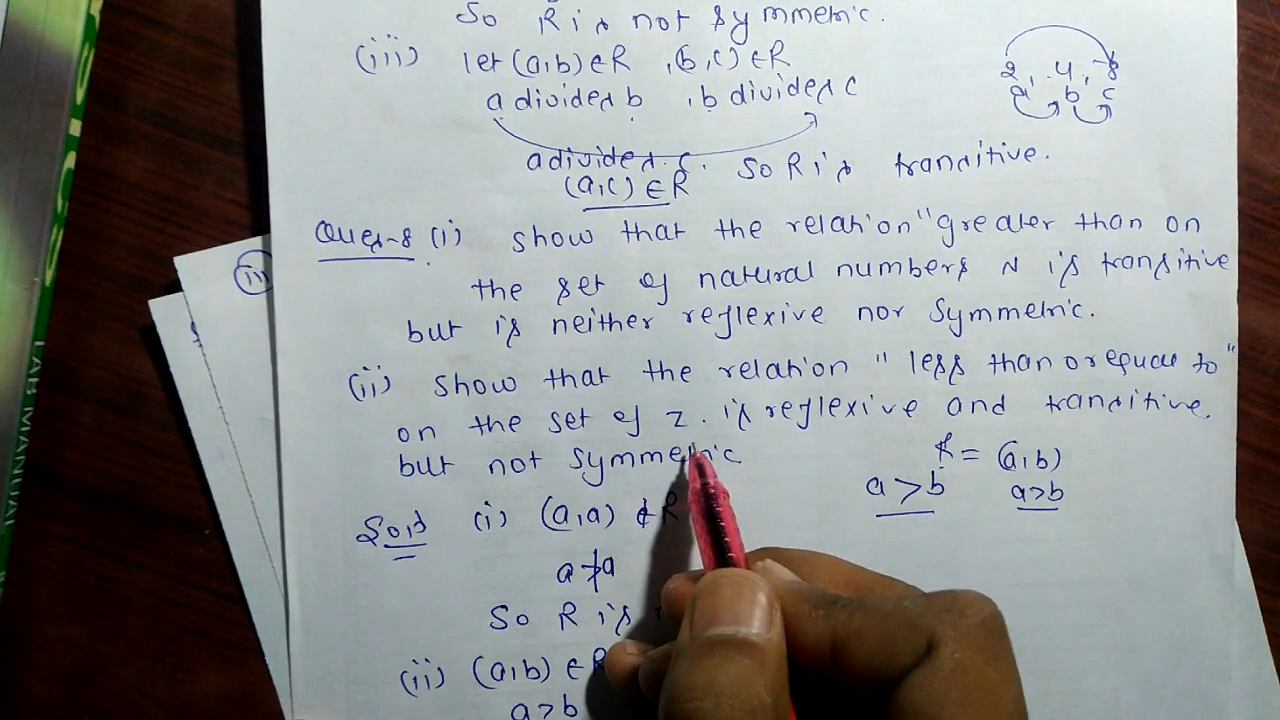 So R is not symmetric.
(iii) let (a,b) ∈ R , (b,c) ∈ R
a divides b , b divides c
2, 4, 8
a b c
a divides c. So R is transitive.
(a,c) ∈ R
Ques-8 (i) show that the relation "greater than on
the set of natural numbers N is transitive
but is neither reflexive nor symmetric.
(ii) show that the relation "less than or equal to"
on the set of Z. is reflexive and transitive.
but not symmetric
R = (a,b)
a > b a>b
Sol (i) (a,a) ∉ R
a ≯ a
So R is
(ii) (a,b) ∈ R
a > b
(ii)
LAB MANUAL